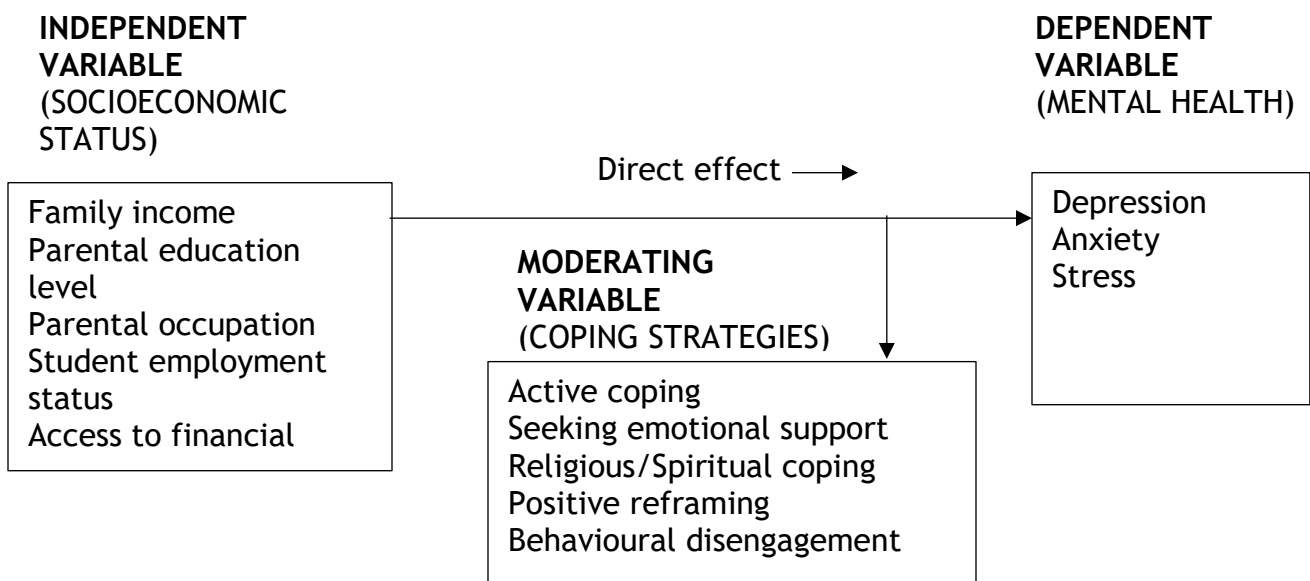 INDEPENDENT
VARIABLE
(SOCIOECONOMIC
STATUS)
Family income
Parental education
level
Parental occupation
Student employment
status
Access to financial
Direct effect
MODERATING
VARIABLE
(COPING STRATEGIES)
Active coping
Seeking emotional support
Religious/Spiritual coping
Positive reframing
Behavioural disengagement
DEPENDENT
VARIABLE
(MENTAL HEALTH)
Depression
Anxiety
Stress